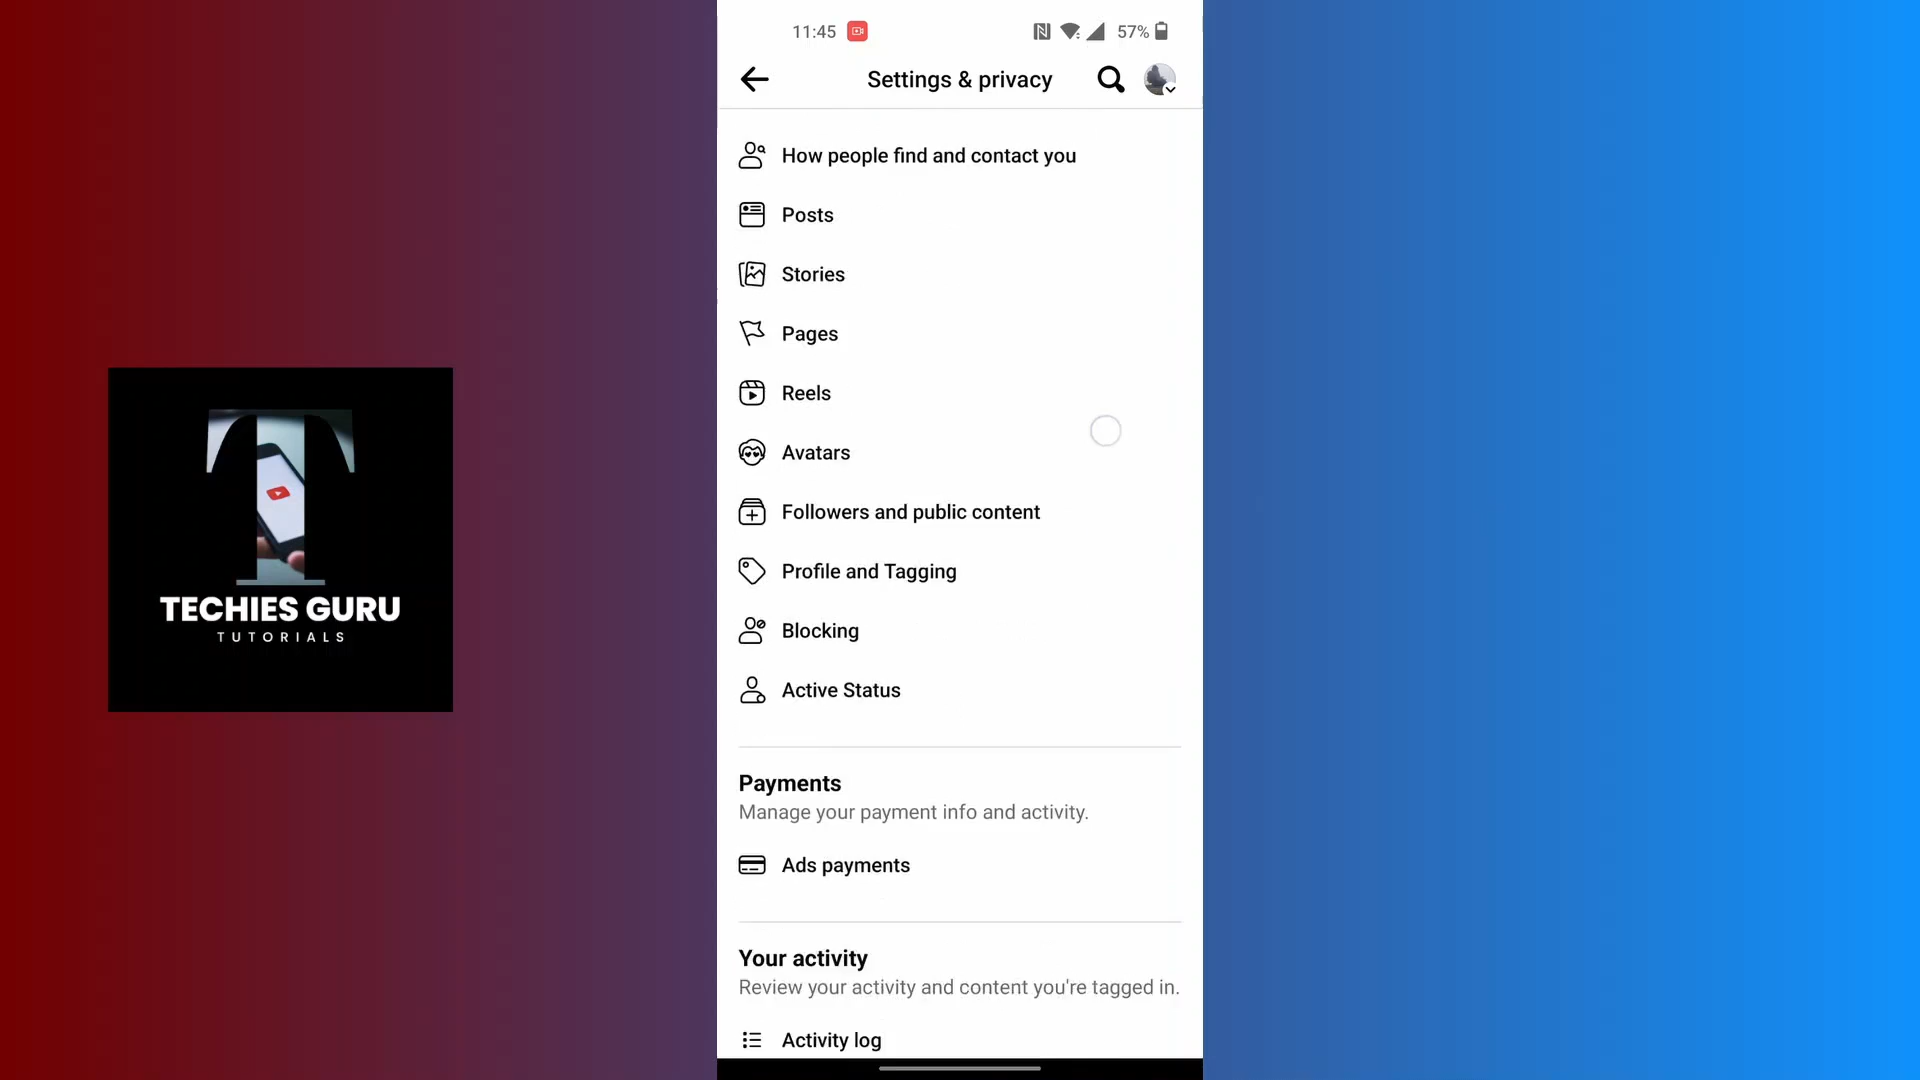 11:45
57%
Settings & privacy
How people find and contact you
Posts
Stories
Pages
Reels
Avatars
Followers and public content
Profile and Tagging
Blocking
Active Status
Payments
Manage your payment info and activity.
Ads payments
Your activity
Review your activity and content you're tagged in.
Activity log
T
TECHIES GURU
TUTORIALS